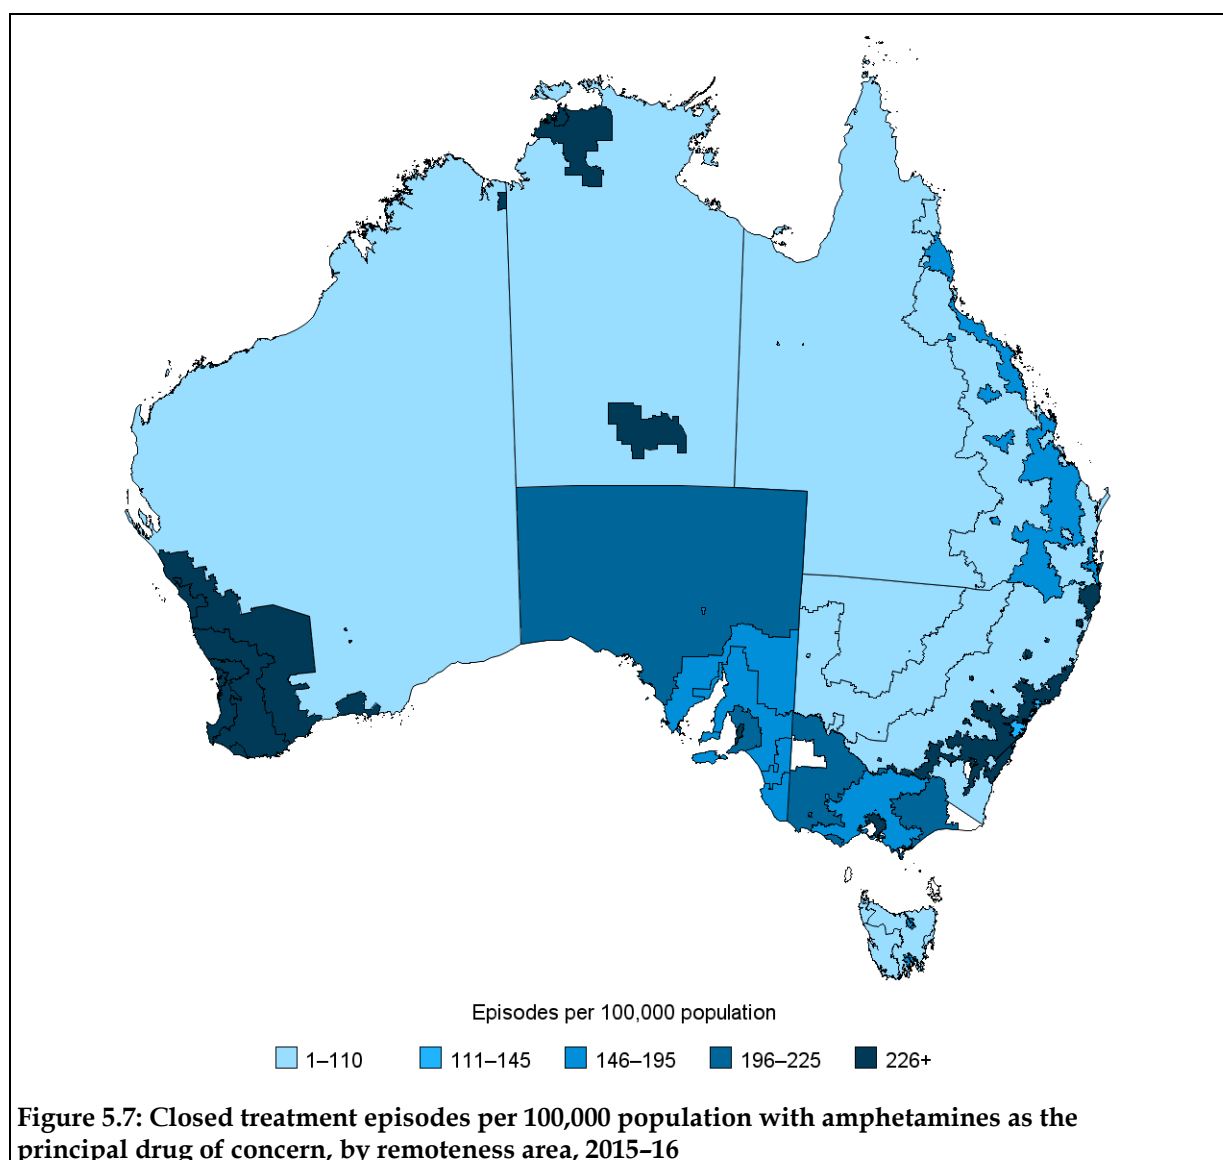 Episodes per 100,000 population
1–110 111–145 146–195 196–225 226+
Figure 5.7: Closed treatment episodes per 100,000 population with amphetamines as the
principal drug of concern, by remoteness area, 2015–16